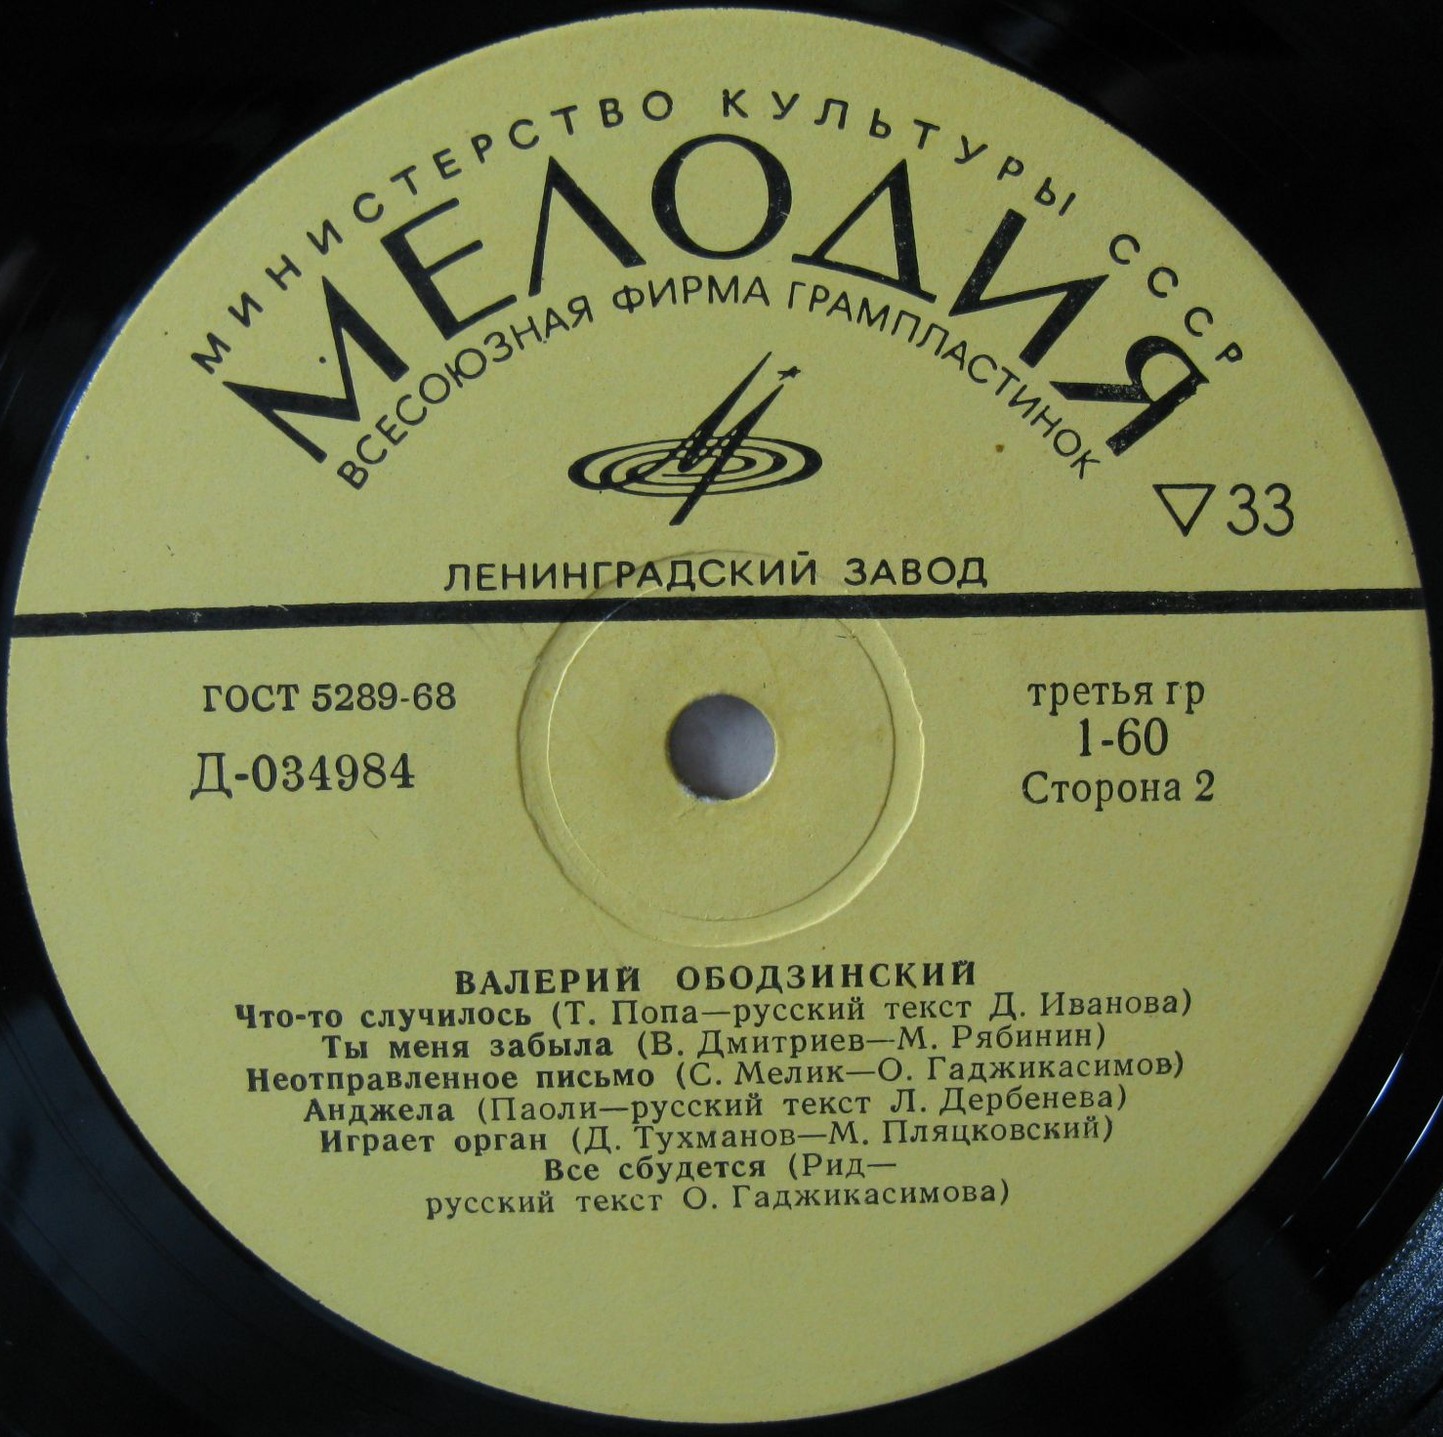 МИНИСТЕРСТВО КУЛЬТУРЫ СССР
МЕЛОДИЯ
ВСЕСОЮЗНАЯ ФИРМА ГРАМПЛАСТИНОК
▽33
ЛЕНИНГРАДСКИЙ ЗАВОД
ГОСТ 5289-68
Д-034984
третья гр
1-60
Сторона 2
ВАЛЕРИЙ ОБОДЗИНСКИЙ
Что-то случилось (Т. Попа—русский текст Д. Иванова)
Ты меня забыла (В. Дмитриев—М. Рябинин)
Неотправленное письмо (С. Мелик—О. Гаджикасимов)
Анджела (Паоли—русский текст Л. Дербенева)
Играет орган (Д. Тухманов—М. Пляцковский)
Все сбудется (Рид—
русский текст О. Гаджикасимова)